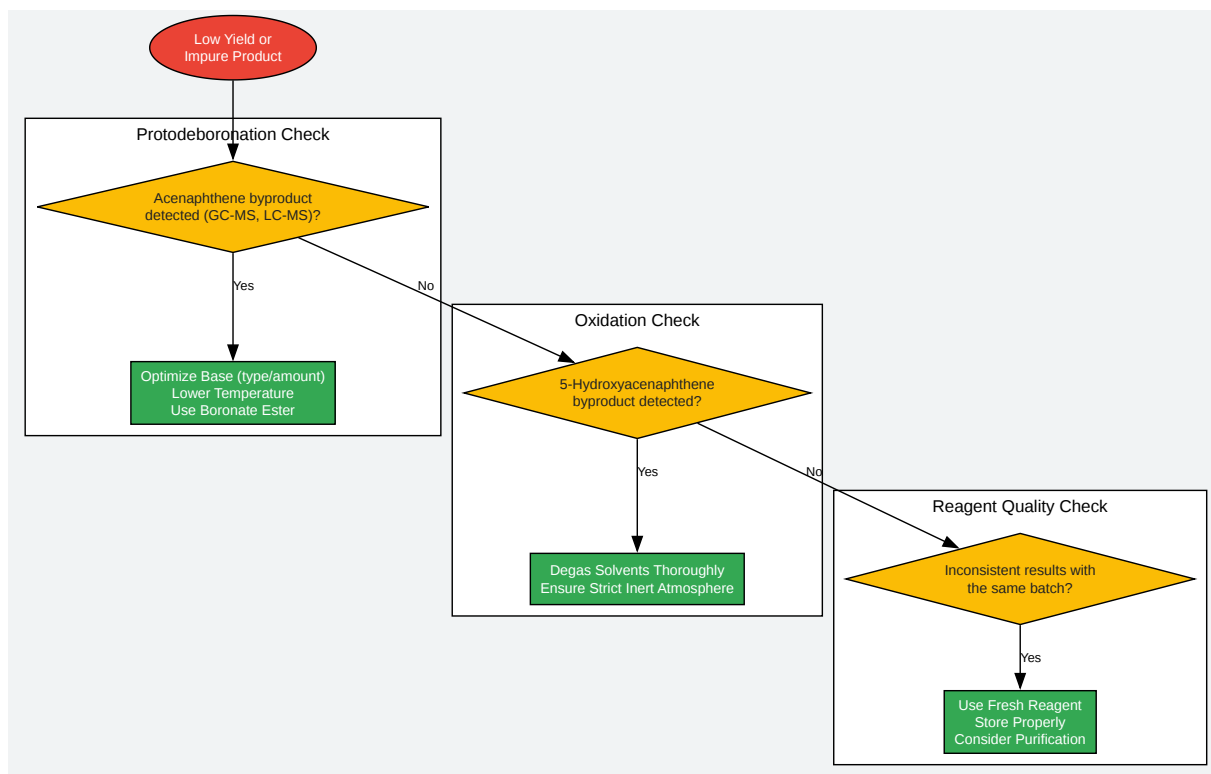 Low Yield or
Impure Product
Protodeboronation Check
Acenaphthene byproduct
detected (GC-MS, LC-MS)?
Yes
No
Optimize Base (type/amount)
Lower Temperature
Use Boronate Ester
Oxidation Check
5-Hydroxyacenaphthene
byproduct detected?
Yes
No
Degas Solvents Thoroughly
Ensure Strict Inert Atmosphere
Reagent Quality Check
Inconsistent results with
the same batch?
Yes
Use Fresh Reagent
Store Properly
Consider Purification